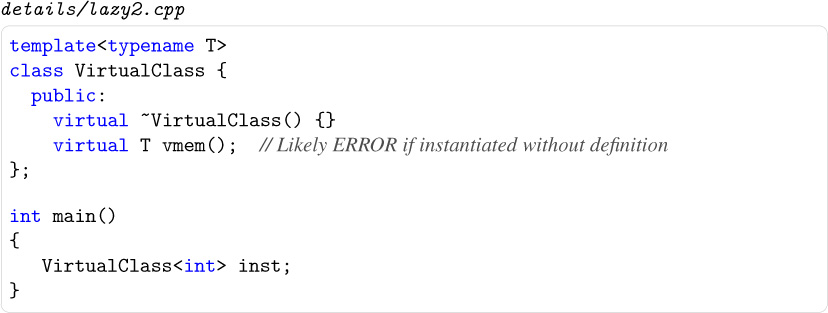 details/lazy2.cpp
template<typename T>
class VirtualClass {
  public:
    virtual ~VirtualClass() {}
    virtual T vmem();  // Likely ERROR if instantiated without definition
};

int main()
{
   VirtualClass<int> inst;
}